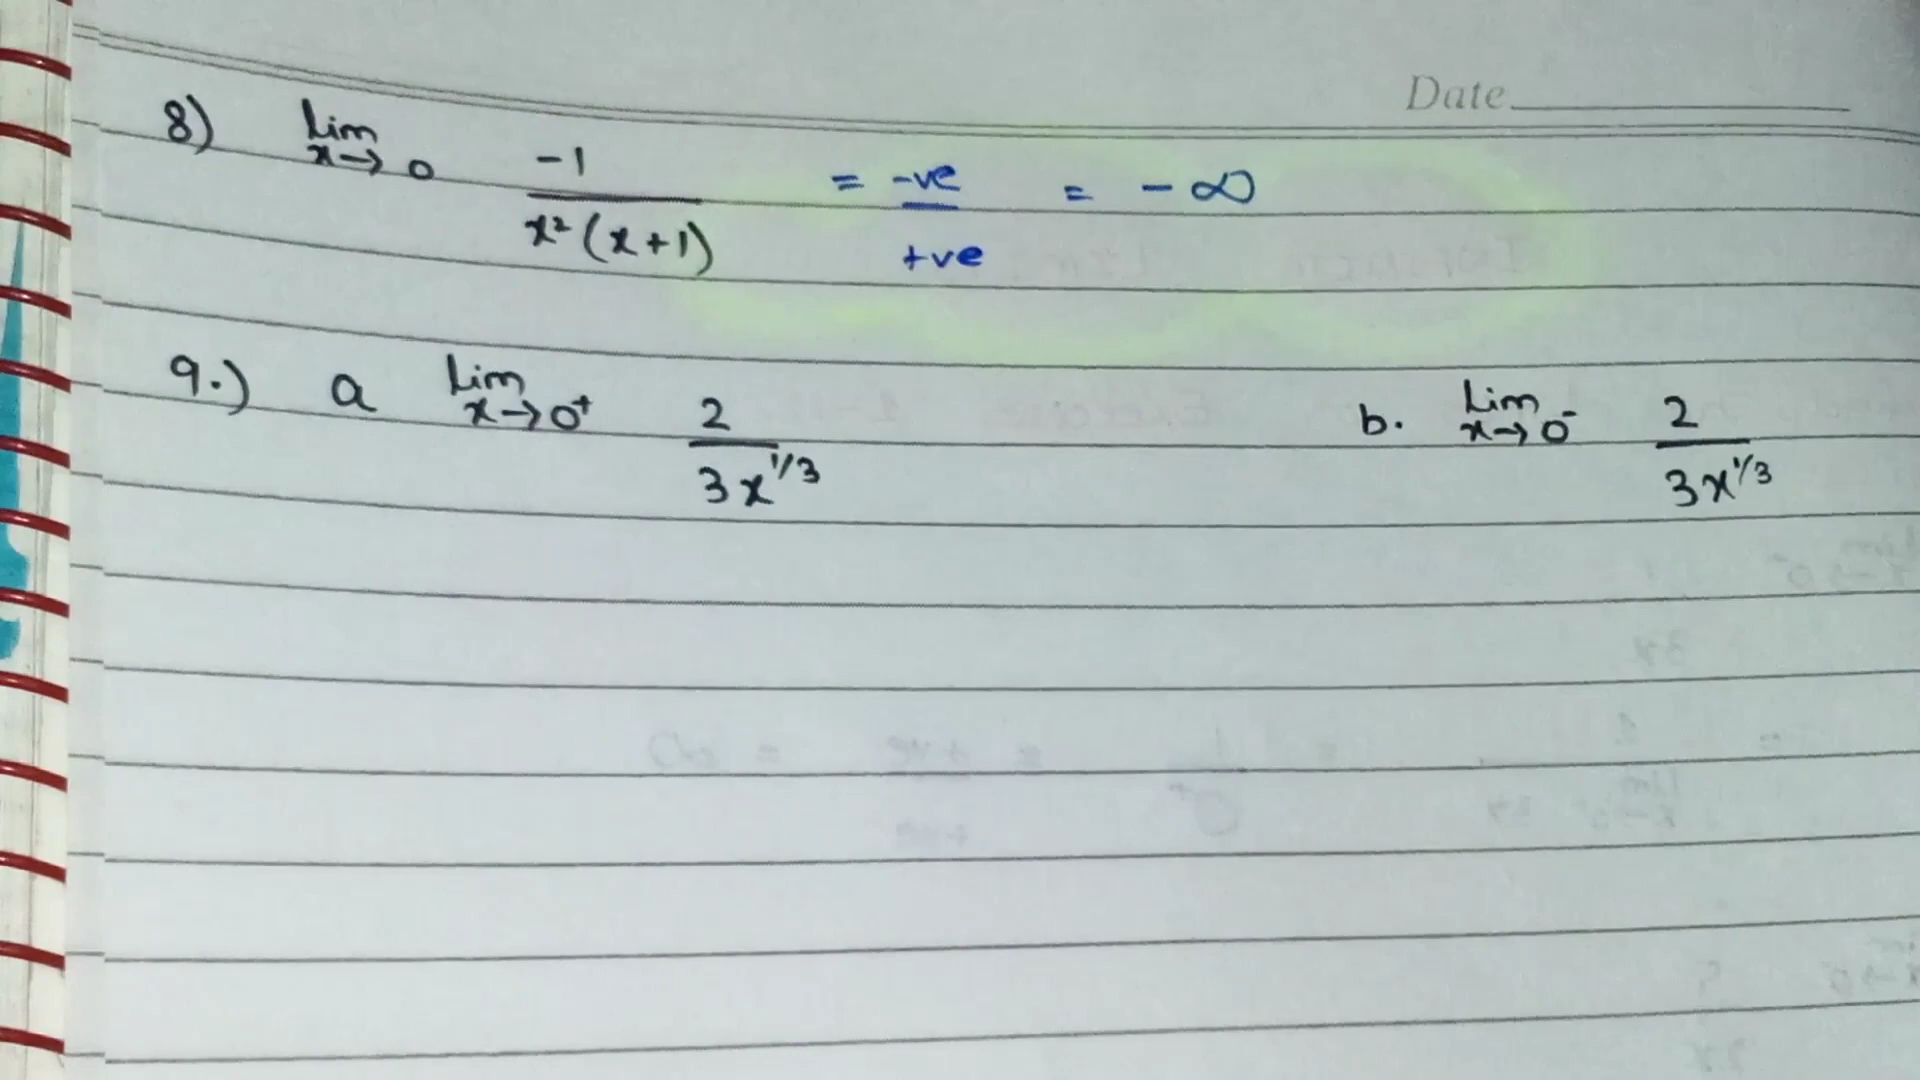 Date
8) lim x→0 -1/x²(x+1) = -ve/+ve = -∞
9.) a lim x→0⁺ 2/3x^1/3 b. lim x→0⁻ 2/3x^1/3